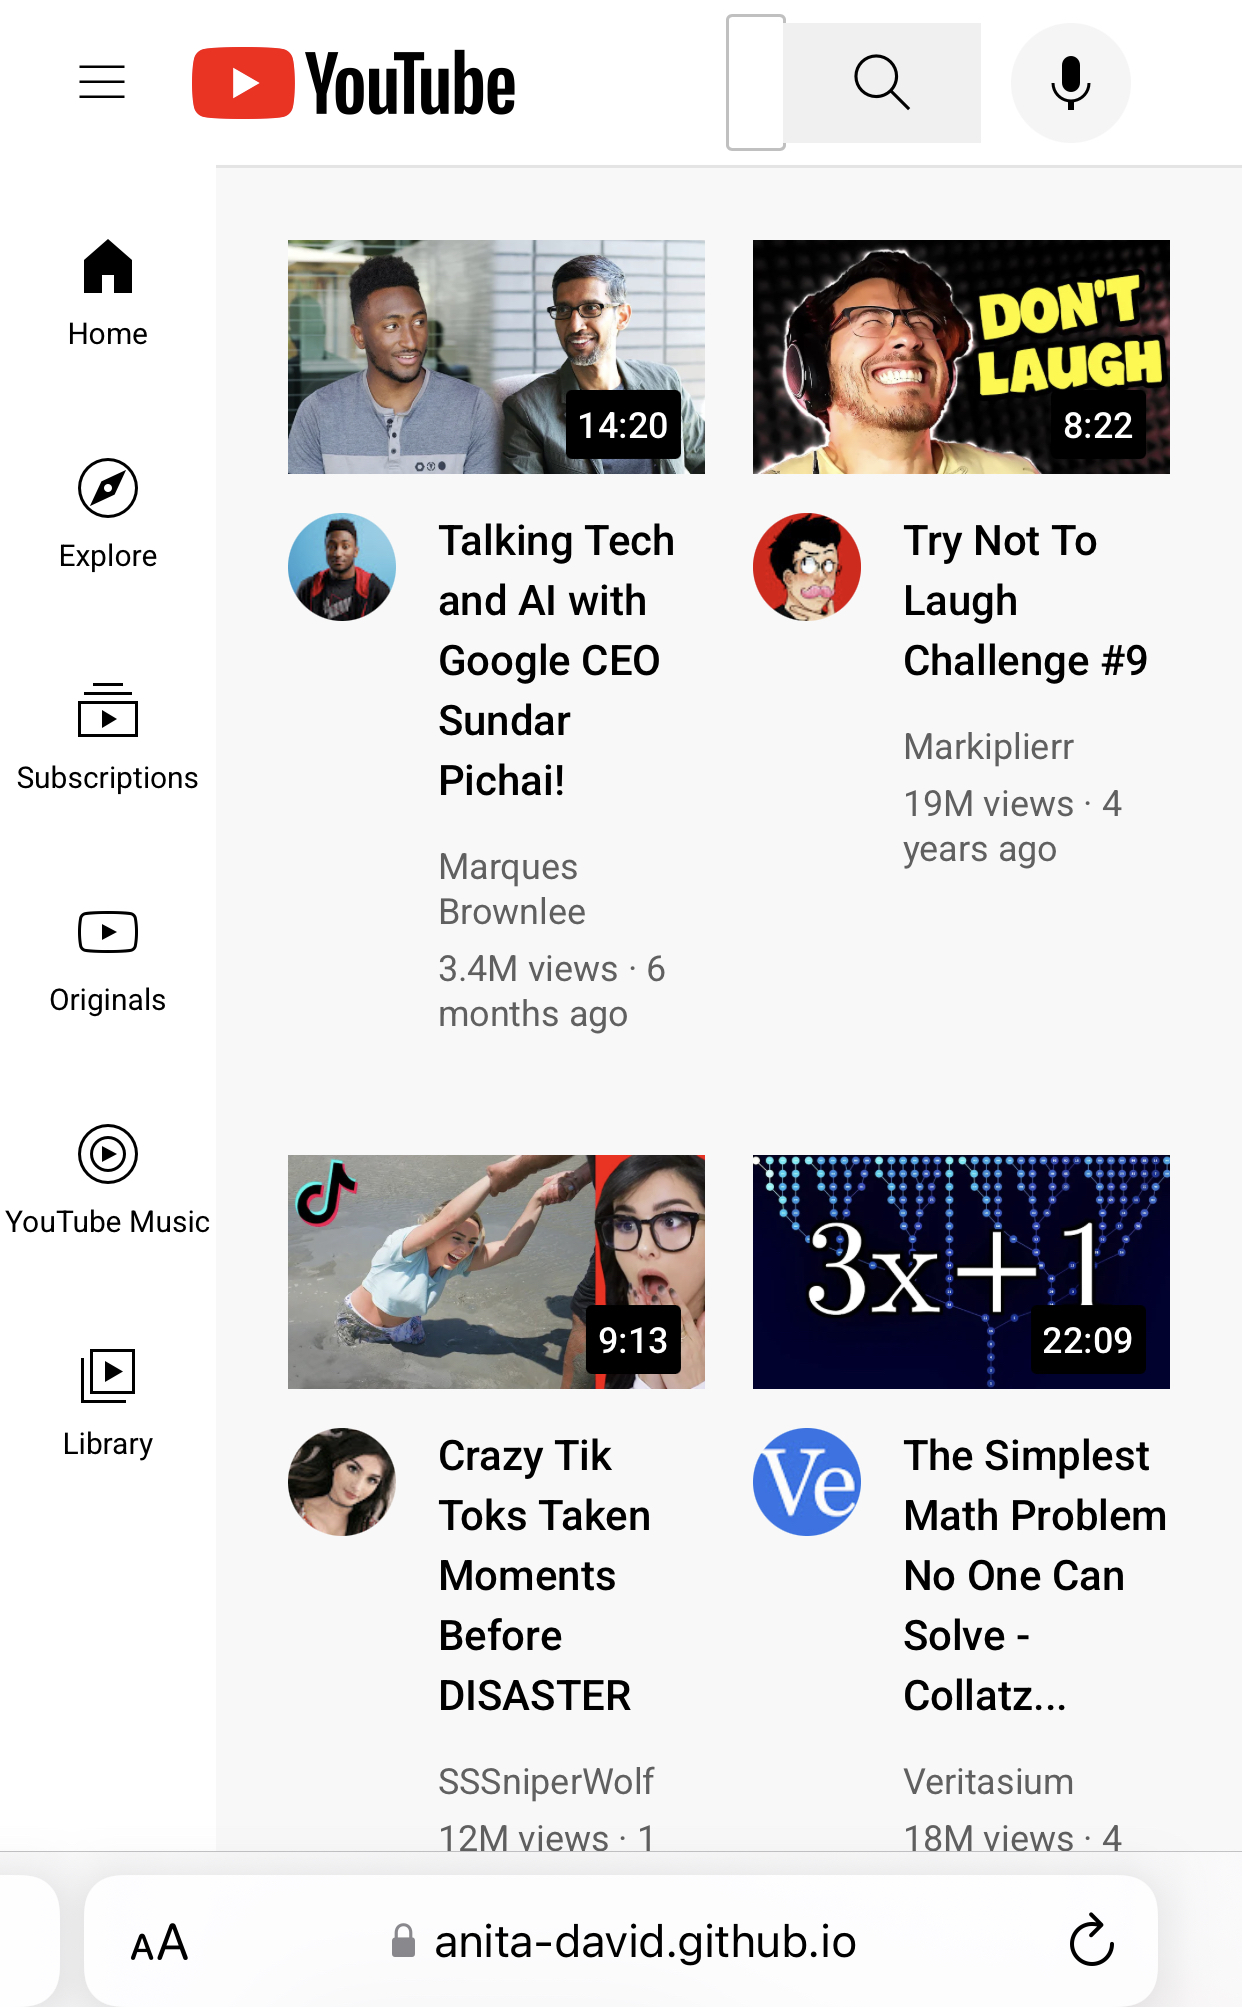 YouTube
Home
Explore
Subscriptions
Originals
YouTube Music
Library
14:20
Talking Tech
and AI with
Google CEO
Sundar
Pichai!
Marques
Brownlee
3.4M views · 6
months ago
DON'T
LAUGH
8:22
Try Not To
Laugh
Challenge #9
Markiplierr
19M views · 4
years ago
9:13
Crazy Tik
Toks Taken
Moments
Before
DISASTER
SSSniperWolf
12M views · 1
3x+1
22:09
Ve
The Simplest
Math Problem
No One Can
Solve -
Collatz...
Veritasium
18M views · 4
AA
anita-david.github.io